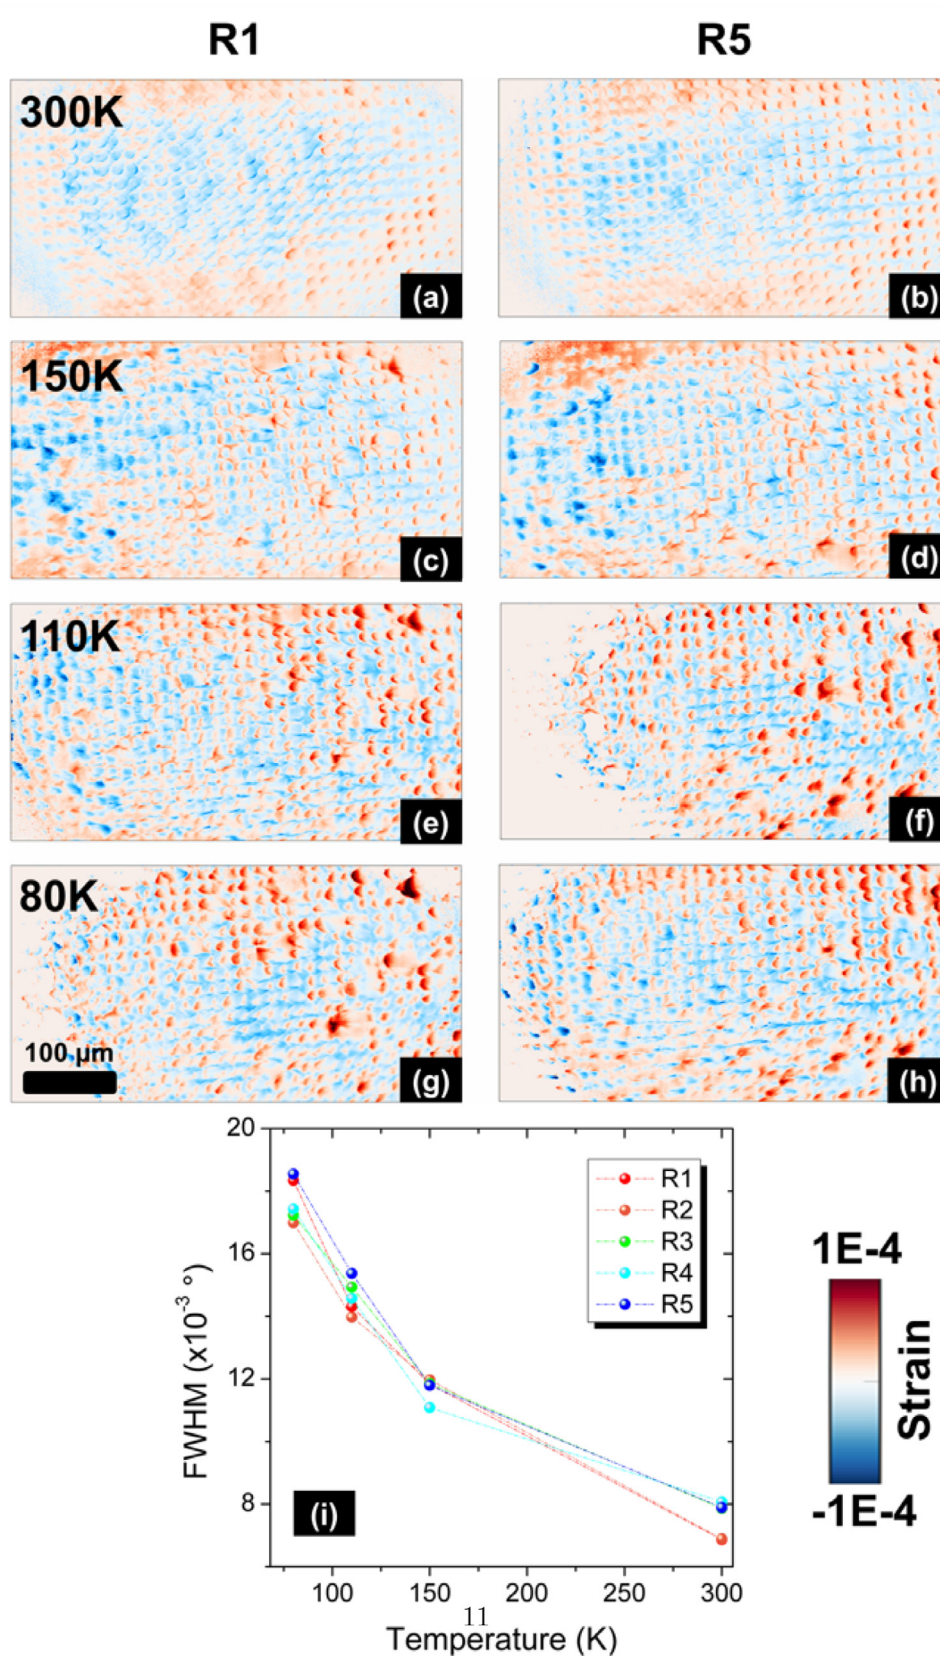 R1 R5
300K
(a) (b)
150K
(c) (d)
110K
(e) (f)
80K
100 µm
(g) (h)
20
16
12
8
FWHM (x10⁻³ °)
R1
R2
R3
R4
R5
(i)
100 150 200 250 300
11
Temperature (K)
1E-4
Strain
-1E-4